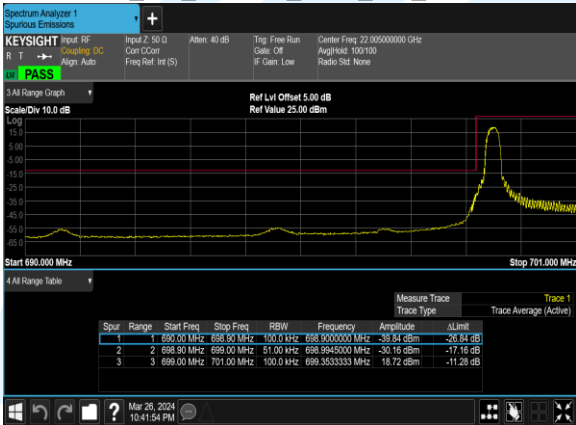 Spectrum Analyzer 1
Spurious Emissions
+
KEYSIGHT Input: RF Input Z: 50 Ω Atten: 40 dB Trig: Free Run Center Freq: 22.005000000 GHz
R T Coupling: DC Corr CCorr Gate: Off Avg|Hold: 100/100
Align: Auto Freq Ref: Int (S) IF Gain: Low Radio Std: None
PASS
3 All Range Graph
Ref Lvl Offset 5.00 dB
Scale/Div 10.0 dB Ref Value 25.00 dBm
Log
15.0
5.00
-5.00
-15.0
-25.0
-35.0
-45.0
-55.0
-65.0
Start 690.000 MHz Stop 701.000 MHz
4 All Range Table
Measure Trace Trace 1
Trace Type Trace Average (Active)
Spur Range Start Freq Stop Freq RBW Frequency Amplitude ΔLimit
1 1 690.00 MHz 698.90 MHz 100.0 kHz 698.9000000 MHz -39.84 dBm -26.84 dB
2 2 698.90 MHz 699.00 MHz 51.00 kHz 698.9945000 MHz -30.16 dBm -17.16 dB
3 3 699.00 MHz 701.00 MHz 100.0 kHz 699.3533333 MHz 18.72 dBm -11.28 dB
? Mar 26, 2024
10:41:54 PM